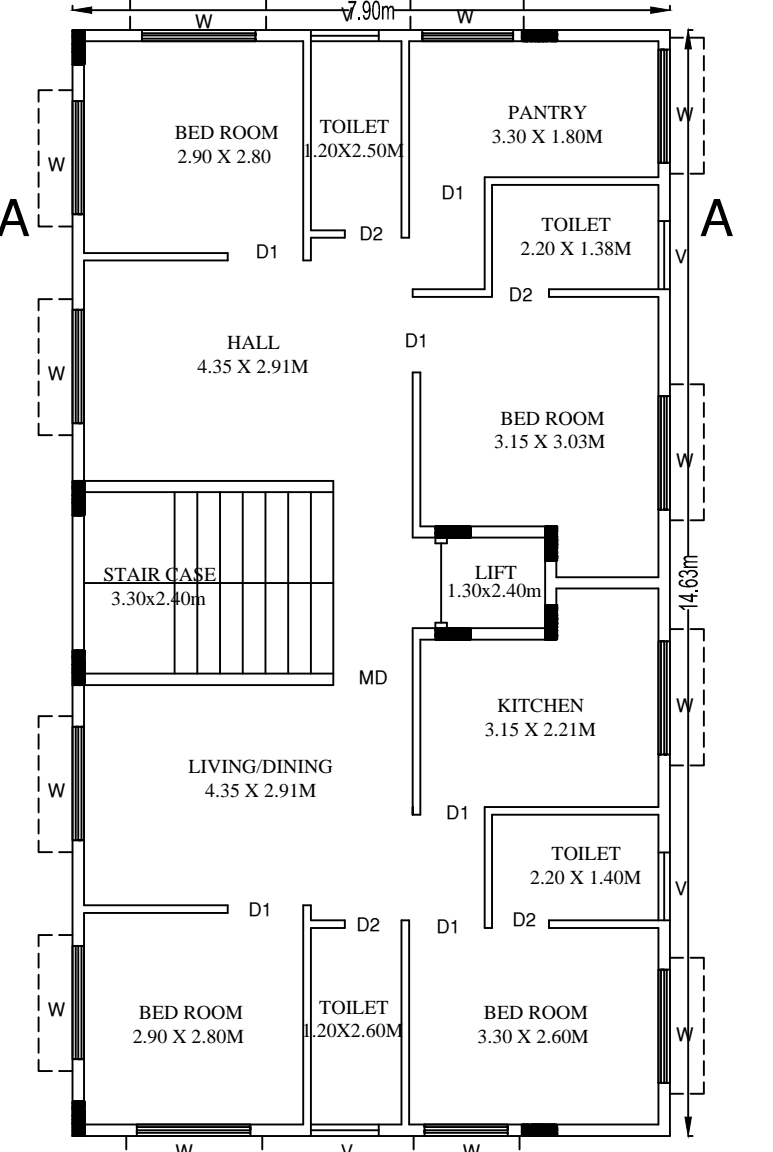 7.90m
W
V
W
BED ROOM
2.90 X 2.80
TOILET
1.20X2.50M
PANTRY
3.30 X 1.80M
W
W
D1
A
A
TOILET
2.20 X 1.38M
D2
D1
V
D2
HALL
4.35 X 2.91M
D1
W
BED ROOM
3.15 X 3.03M
W
STAIR CASE
3.30x2.40m
LIFT
1.30x2.40m
14.63m
MD
KITCHEN
3.15 X 2.21M
W
LIVING/DINING
4.35 X 2.91M
W
D1
TOILET
2.20 X 1.40M
V
D1
D2
D1
D2
BED ROOM
2.90 X 2.80M
TOILET
1.20X2.60M
BED ROOM
3.30 X 2.60M
W
W
W
V
W